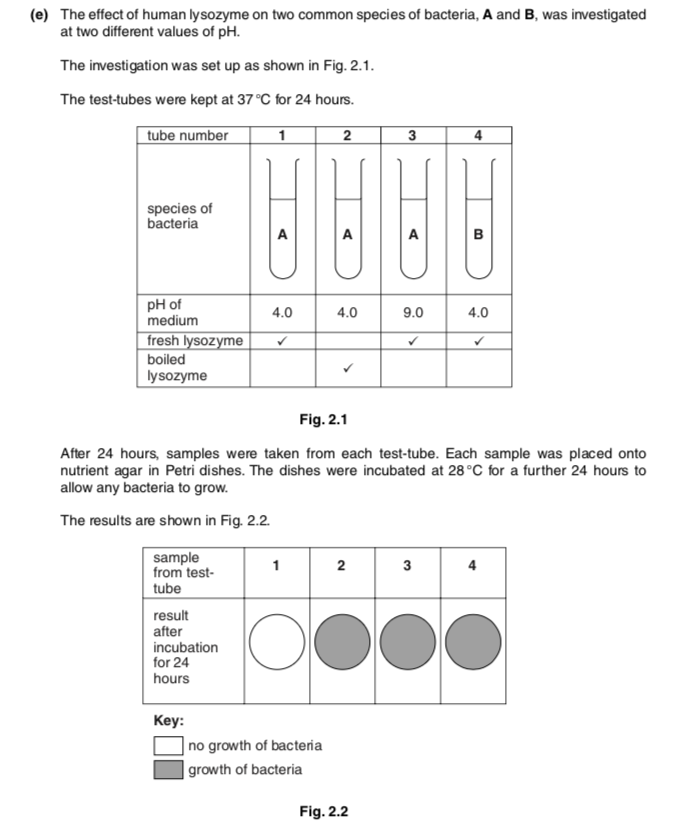 (e) The effect of human lysozyme on two common species of bacteria, A and B, was investigated
at two different values of pH.
The investigation was set up as shown in Fig. 2.1.
The test-tubes were kept at 37 °C for 24 hours.
tube number 1 2 3 4
species of
bacteria
A A A B
pH of
medium
4.0 4.0 9.0 4.0
fresh lysozyme ✓ ✓ ✓
boiled
lysozyme
✓
Fig. 2.1
After 24 hours, samples were taken from each test-tube. Each sample was placed onto
nutrient agar in Petri dishes. The dishes were incubated at 28 °C for a further 24 hours to
allow any bacteria to grow.
The results are shown in Fig. 2.2.
sample
from test-
tube
1 2 3 4
result
after
incubation
for 24
hours
Key:
no growth of bacteria
growth of bacteria
Fig. 2.2